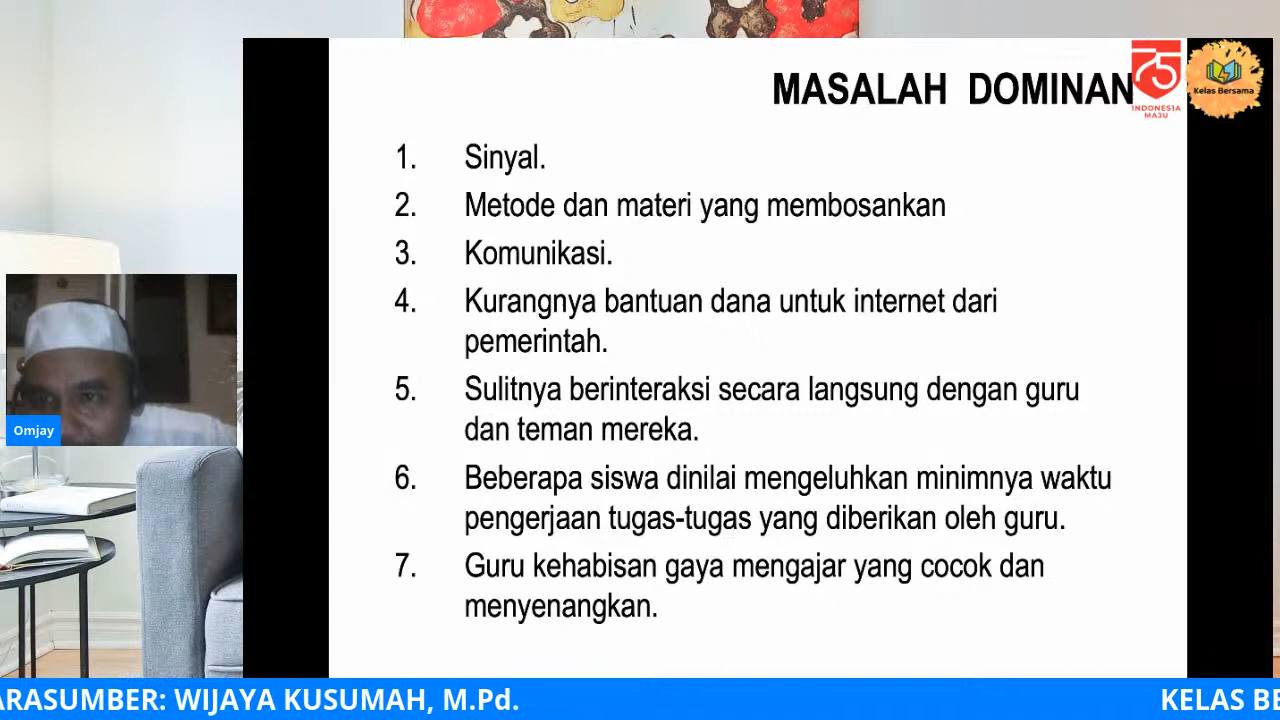 MASALAH DOMINAN
75
INDONESIA
MAJU
Kelas Bersama
1. Sinyal.
2. Metode dan materi yang membosankan
3. Komunikasi.
4. Kurangnya bantuan dana untuk internet dari
pemerintah.
5. Sulitnya berinteraksi secara langsung dengan guru
dan teman mereka.
6. Beberapa siswa dinilai mengeluhkan minimnya waktu
pengerjaan tugas-tugas yang diberikan oleh guru.
7. Guru kehabisan gaya mengajar yang cocok dan
menyenangkan.
Omjay
ARASUMBER: WIJAYA KUSUMAH, M.Pd. KELAS BE